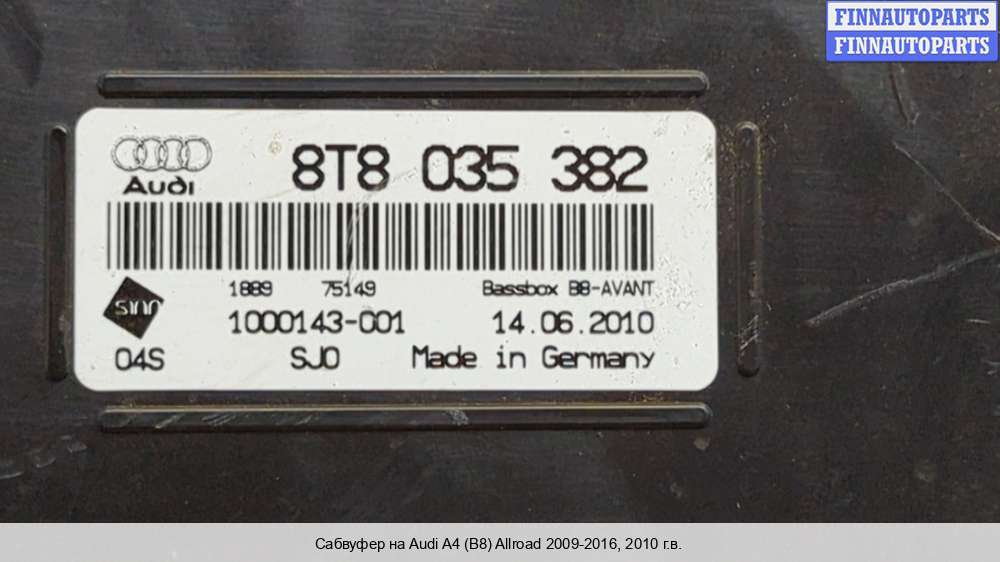 FINNAUTOPARTS
FINNAUTOPARTS
Audi 8T8 035 382
1889 75149 Bassbox B8-AVANT
1000143-001 14.06.2010
04S SJ0 Made in Germany
Сабвуфер на Audi A4 (B8) Allroad 2009-2016, 2010 г.в.